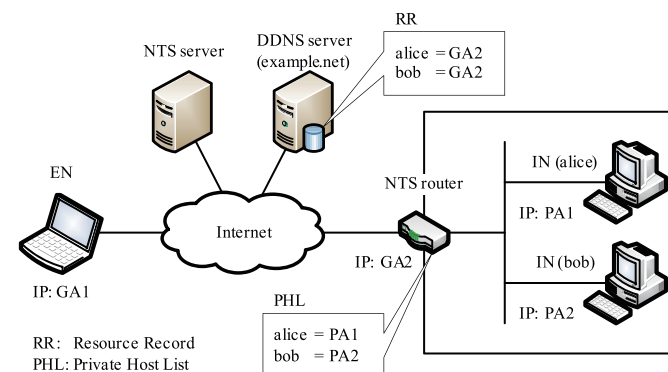 RR
alice = GA2
bob = GA2
NTS server
DDNS server
(example.net)
EN
NTS router
IN (alice)
IP: PA1
Internet
IP: GA1
IP: GA2
IN (bob)
IP: PA2
PHL
alice = PA1
bob = PA2
RR: Resource Record
PHL: Private Host List